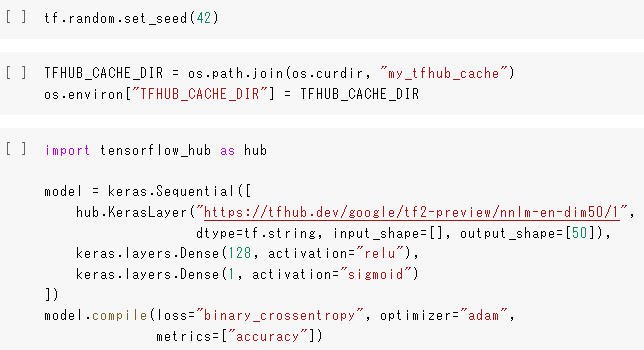 [ ] tf.random.set_seed(42)
[ ] TFHUB_CACHE_DIR = os.path.join(os.curdir, "my_tfhub_cache")
os.environ["TFHUB_CACHE_DIR"] = TFHUB_CACHE_DIR
[ ] import tensorflow_hub as hub
model = keras.Sequential([
    hub.KerasLayer("https://tfhub.dev/google/tf2-preview/nnlm-en-dim50/1",
                   dtype=tf.string, input_shape=[], output_shape=[50]),
    keras.layers.Dense(128, activation="relu"),
    keras.layers.Dense(1, activation="sigmoid")
])
model.compile(loss="binary_crossentropy", optimizer="adam",
              metrics=["accuracy"])